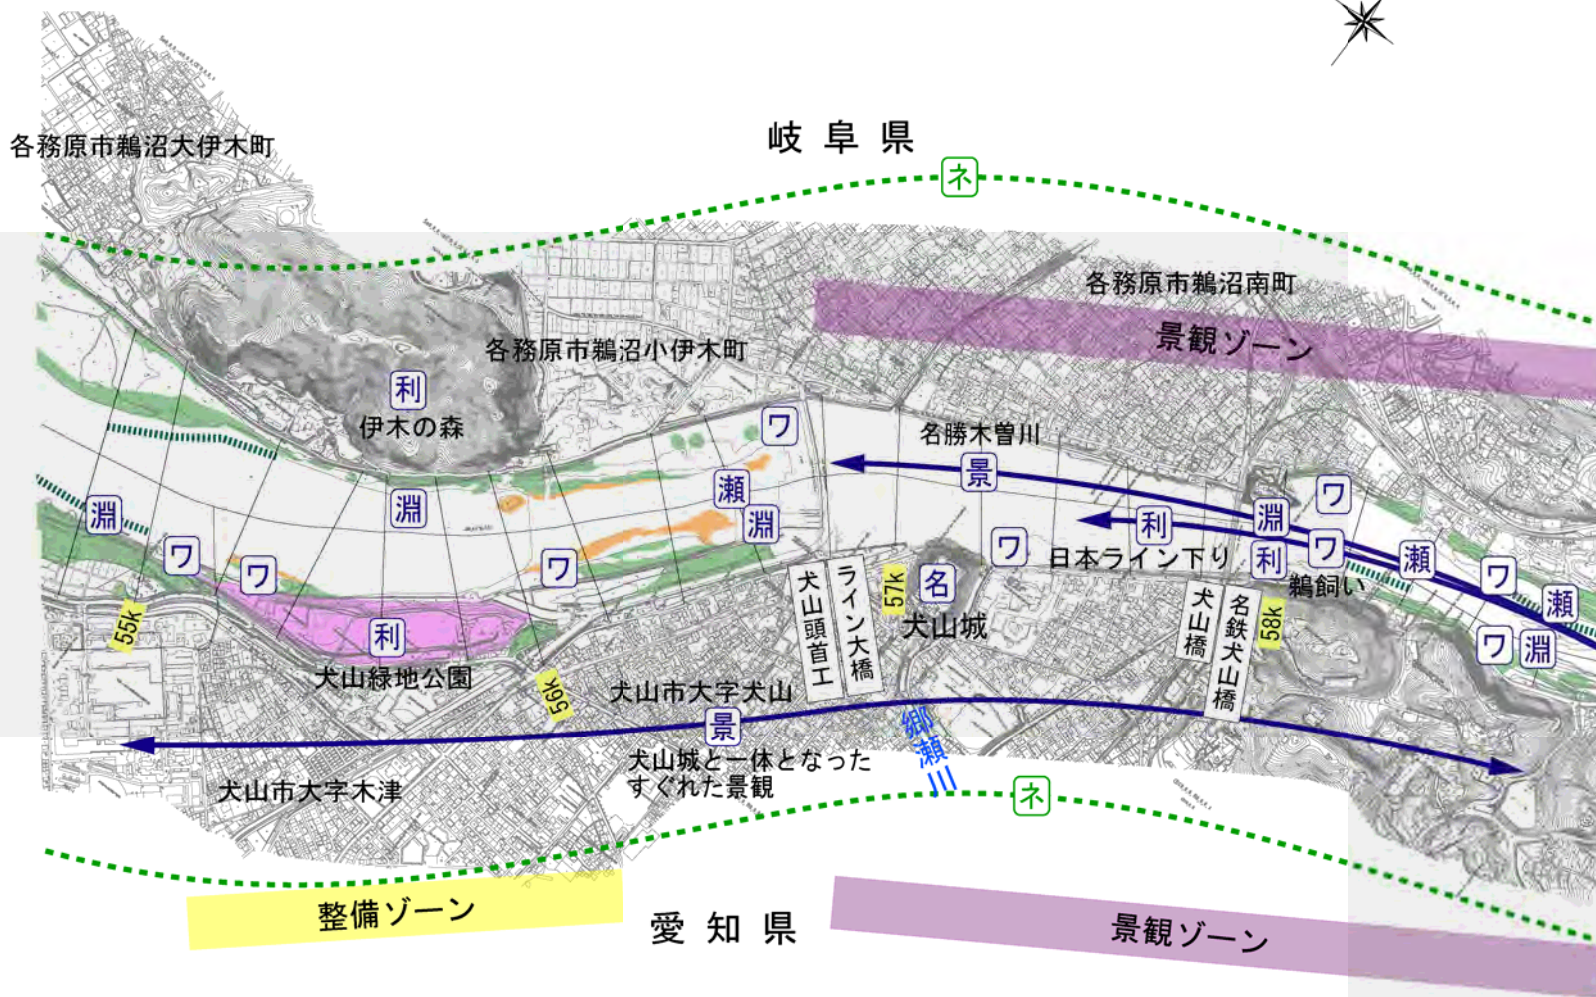 岐阜県
各務原市鵜沼大伊木町
ネ
各務原市鵜沼南町
景観ゾーン
各務原市鵜沼小伊木町
利
伊木の森
ワ
名勝木曽川
景
瀬
淵
淵
淵
ワ
ワ
ワ
ワ
淵
ワ
利
日本ライン下り
利
ワ
鵜飼い
瀬
ワ
瀬
ワ
淵
55k
利
犬山緑地公園
56k
犬山頭首工
ライン大橋
57k
名
犬山城
犬山橋
名鉄犬山橋
58k
犬山市大字犬山
景
犬山城と一体となった
すぐれた景観
郷瀬川
犬山市大字木津
ネ
整備ゾーン
愛知県
景観ゾーン